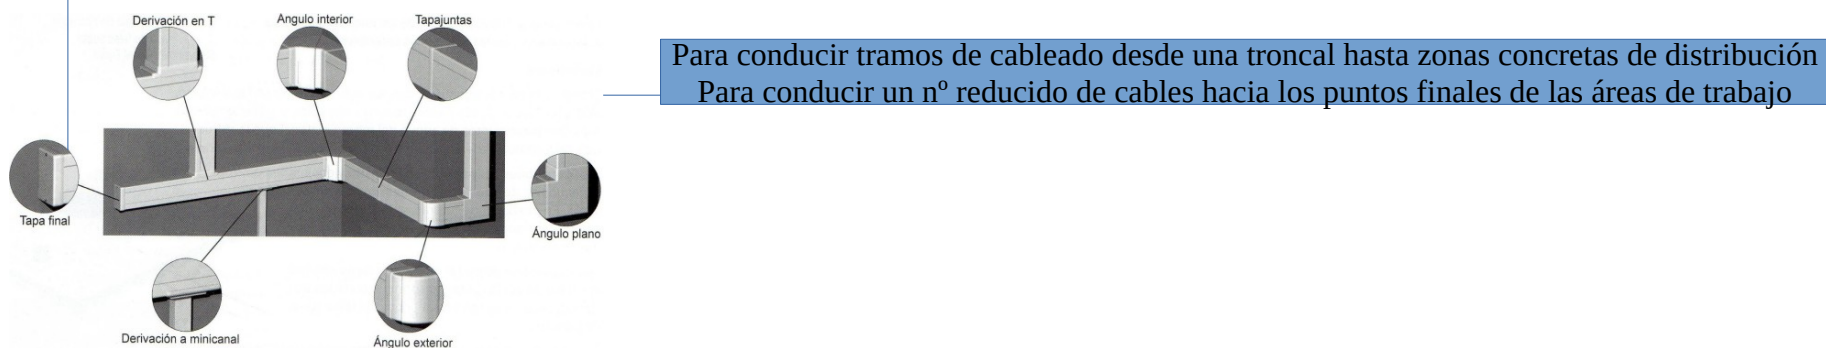 Derivación en T
Angulo interior
Tapajuntas
Para conducir tramos de cableado desde una troncal hasta zonas concretas de distribución
Para conducir un nº reducido de cables hacia los puntos finales de las áreas de trabajo
Tapa final
Ángulo plano
Derivación a minicanal
Ángulo exterior